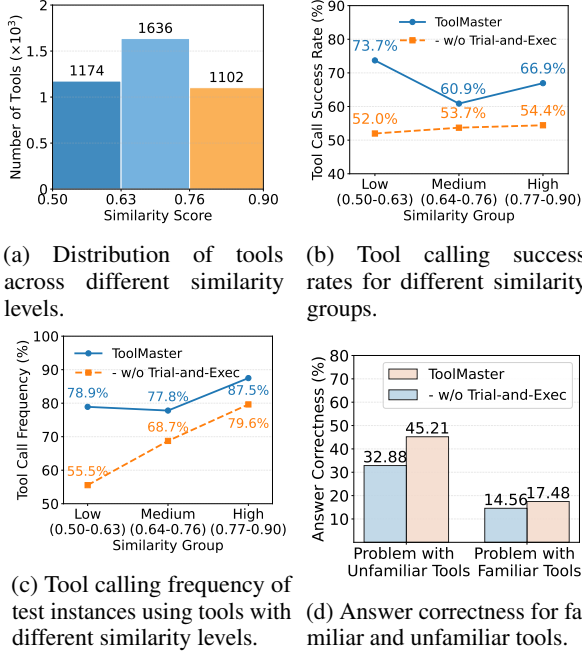 2
1.5
1
0.5
0
Number of Tools (×10³)
1174
1636
1102
0.50
0.63
0.76
0.90
Similarity Score
(a) Distribution of tools
across different similarity
levels.
90
80
70
60
50
40
Tool Call Success Rate (%)
ToolMaster
- w/o Trial-and-Exec
73.7%
60.9%
66.9%
52.0%
53.7%
54.4%
Low
(0.50-0.63)
Medium
(0.64-0.76)
High
(0.77-0.90)
Similarity Group
(b) Tool calling success
rates for different similarity
groups.
100
90
80
70
60
50
Tool Call Frequency (%)
ToolMaster
- w/o Trial-and-Exec
78.9%
77.8%
87.5%
55.5%
68.7%
79.6%
Low
(0.50-0.63)
Medium
(0.64-0.76)
High
(0.77-0.90)
Similarity Group
(c) Tool calling frequency of
test instances using tools with
different similarity levels.
80
70
60
50
40
30
20
10
Answer Correctness (%)
ToolMaster
- w/o Trial-and-Exec
32.88
45.21
14.56
17.48
Problem with
Unfamiliar Tools
Problem with
Familiar Tools
(d) Answer correctness for fa-
miliar and unfamiliar tools.